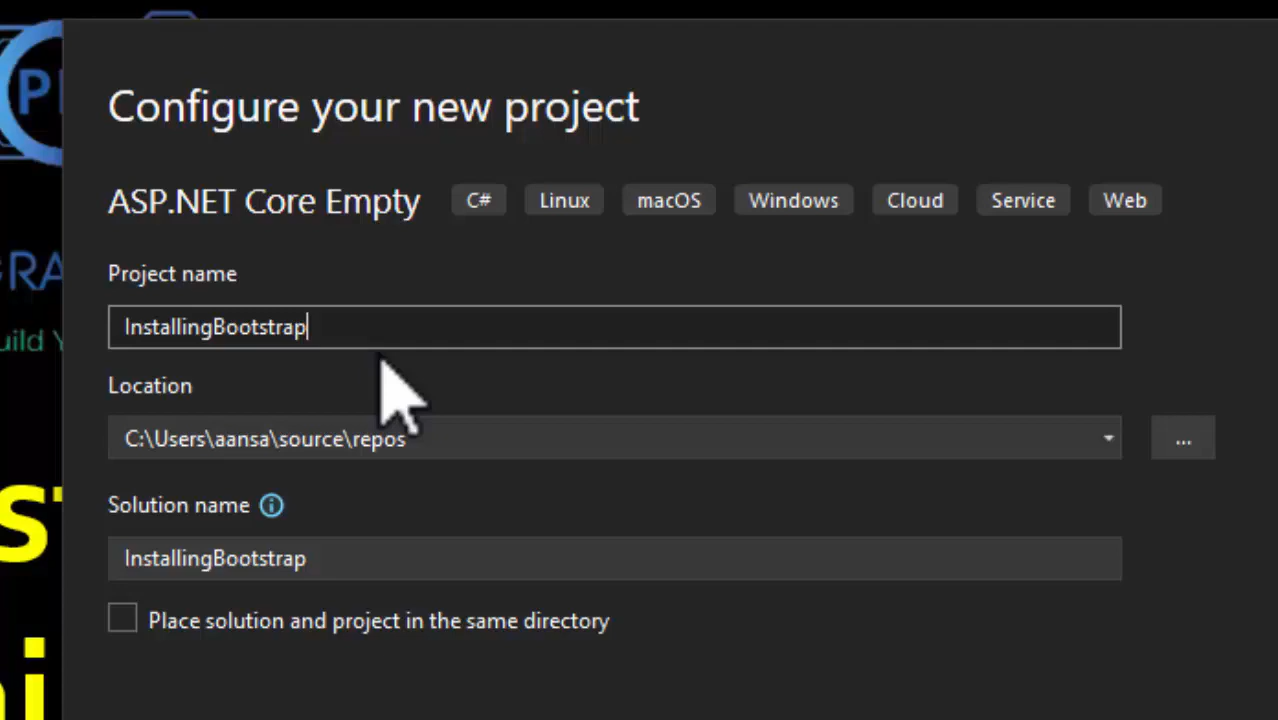 Configure your new project
ASP.NET Core Empty C# Linux macOS Windows Cloud Service Web
Project name
InstallingBootstrap
Location
C:\Users\aansa\source\repos
...
Solution name
InstallingBootstrap
Place solution and project in the same directory